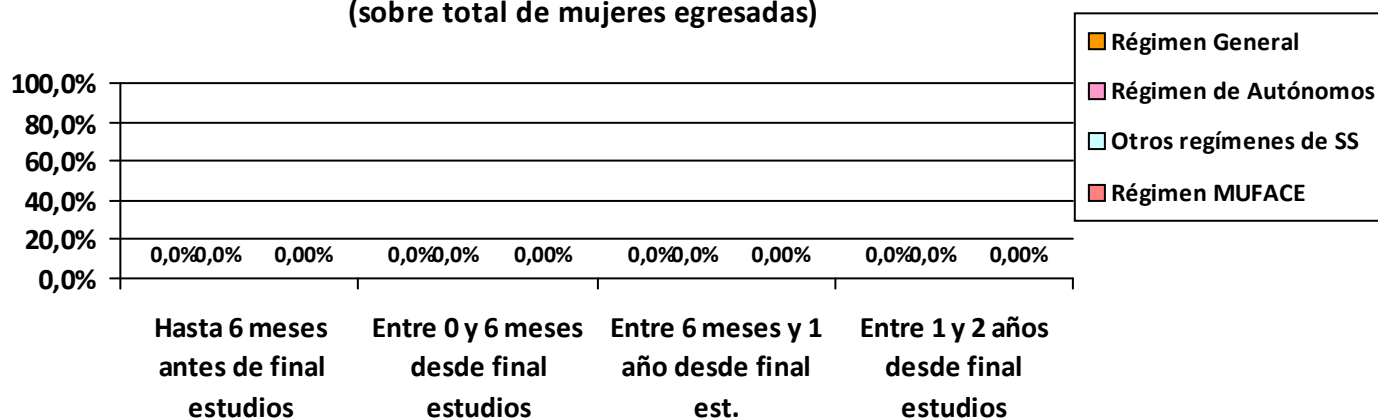 (sobre total de mujeres egresadas)
Régimen General
Régimen de Autónomos
Otros regímenes de SS
Régimen MUFACE
100,0%
80,0%
60,0%
40,0%
20,0%
0,0%
0,0%0,0% 0,00% 0,0%0,0% 0,00% 0,0%0,0% 0,00% 0,0%0,0% 0,00%
Hasta 6 meses
antes de final
estudios
Entre 0 y 6 meses
desde final
estudios
Entre 6 meses y 1
año desde final
est.
Entre 1 y 2 años
desde final
estudios